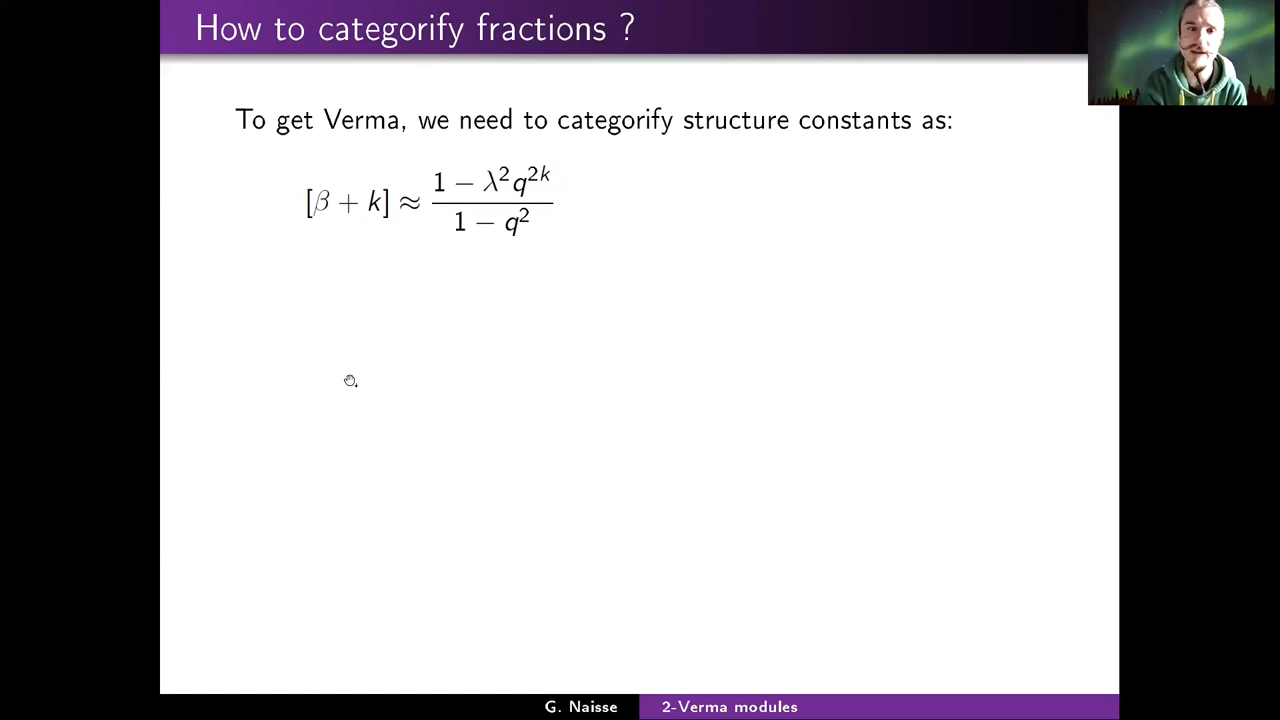 How to categorify fractions ?
To get Verma, we need to categorify structure constants as:
[β + k] ≈ \frac{1 − λ²q^{2k}}{1 − q²}
G. Naisse
2-Verma modules